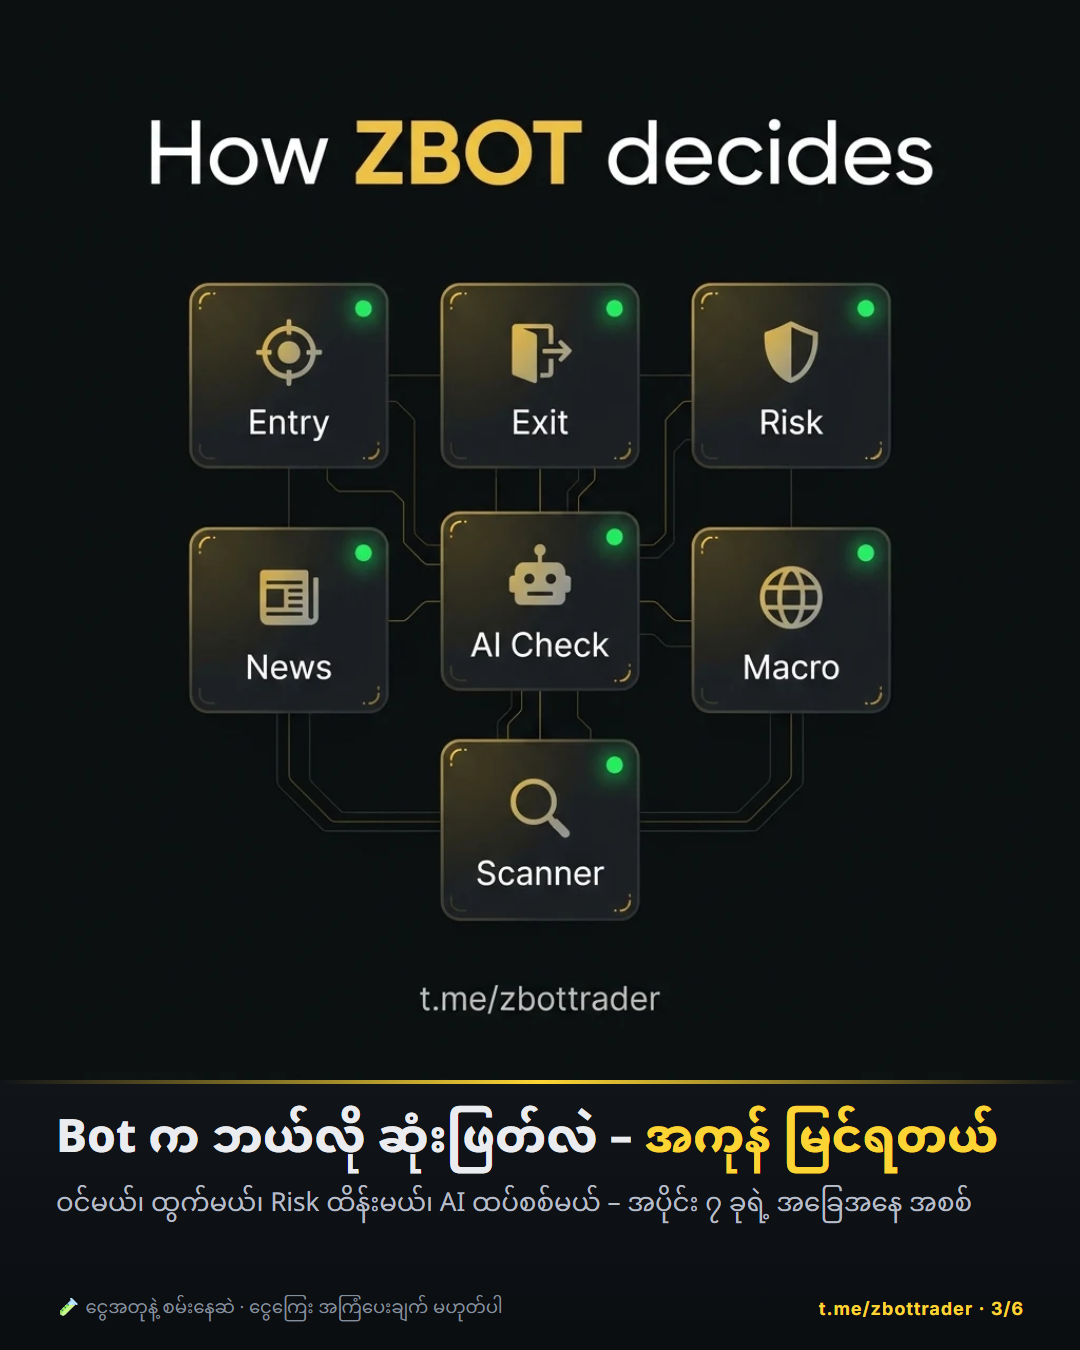 How ZBOT decides
Entry
Exit
Risk
News
AI Check
Macro
Scanner
t.me/zbottrader
Bot က ဘယ်လို ဆုံးဖြတ်လဲ – အကုန် မြင်ရတယ်
ဝင်မယ်၊ ထွက်မယ်၊ Risk ထိန်းမယ်၊ AI ထပ်စစ်မယ် – အပိုင်း ၇ ခုရဲ့ အခြေအနေ အစစ်
ငွေအတုနဲ့ စမ်းနေဆဲ · ငွေကြေး အကြံပေးချက် မဟုတ်ပါ
t.me/zbottrader · 3/6